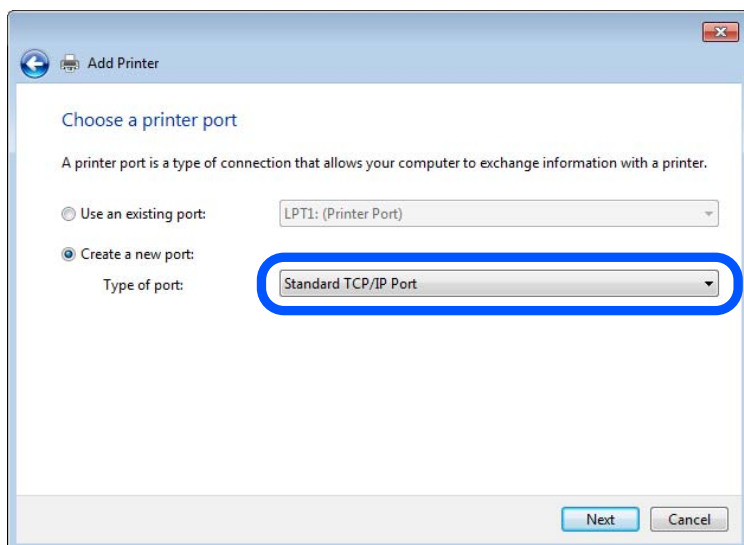 Add Printer
Choose a printer port
A printer port is a type of connection that allows your computer to exchange information with a printer.
Use an existing port: LPT1: (Printer Port)
Create a new port:
Type of port: Standard TCP/IP Port
Next Cancel